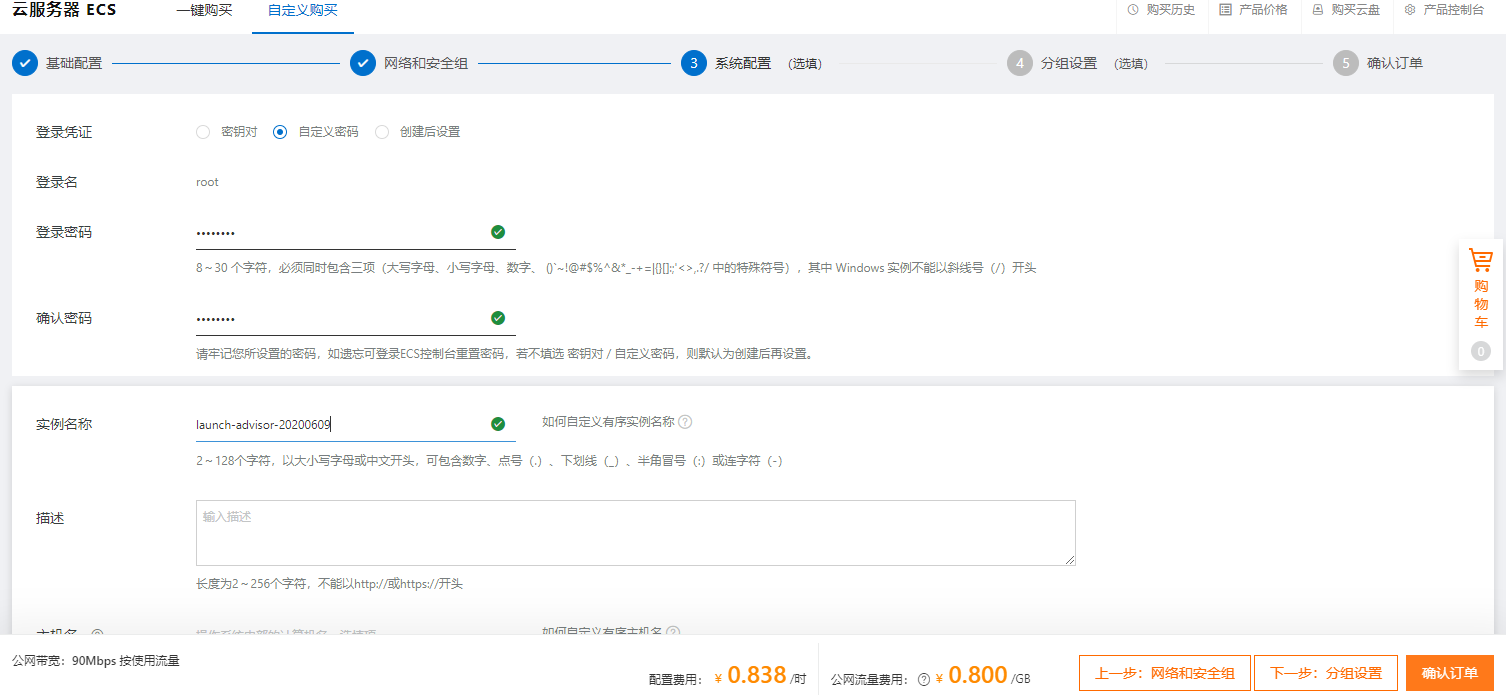 云服务器 ECS 一键购买 自定义购买 购买历史 产品价格 购买云盘 产品控制台
基础配置 网络和安全组 3 系统配置 (选填) 4 分组设置 (选填) 5 确认订单
登录凭证 密钥对 自定义密码 创建后设置
登录名 root
登录密码 ••••••••
8～30 个字符，必须同时包含三项（大写字母、小写字母、数字、 ()`~!@#$%^&*_-+=|{}[]:;'<>,.?/ 中的特殊符号），其中 Windows 实例不能以斜线号（/）开头
确认密码 ••••••••
请牢记您所设置的密码，如遗忘可登录ECS控制台重置密码，若不填选 密钥对 / 自定义密码，则默认为创建后再设置。
购
物
车
0
实例名称 launch-advisor-20200609 如何自定义有序实例名称 ?
2～128个字符，以大小写字母或中文开头，可包含数字、点号（.）、下划线（_）、半角冒号（:）或连字符（-）
描述 输入描述
长度为2～256个字符，不能以http://或https://开头
主机名 ? 操作系统内部的计算机名，选填项 如何自定义有序主机名 ?
公网带宽：90Mbps 按使用流量
配置费用： ¥ 0.838 /时 公网流量费用： ? ¥ 0.800 /GB 上一步：网络和安全组 下一步：分组设置 确认订单